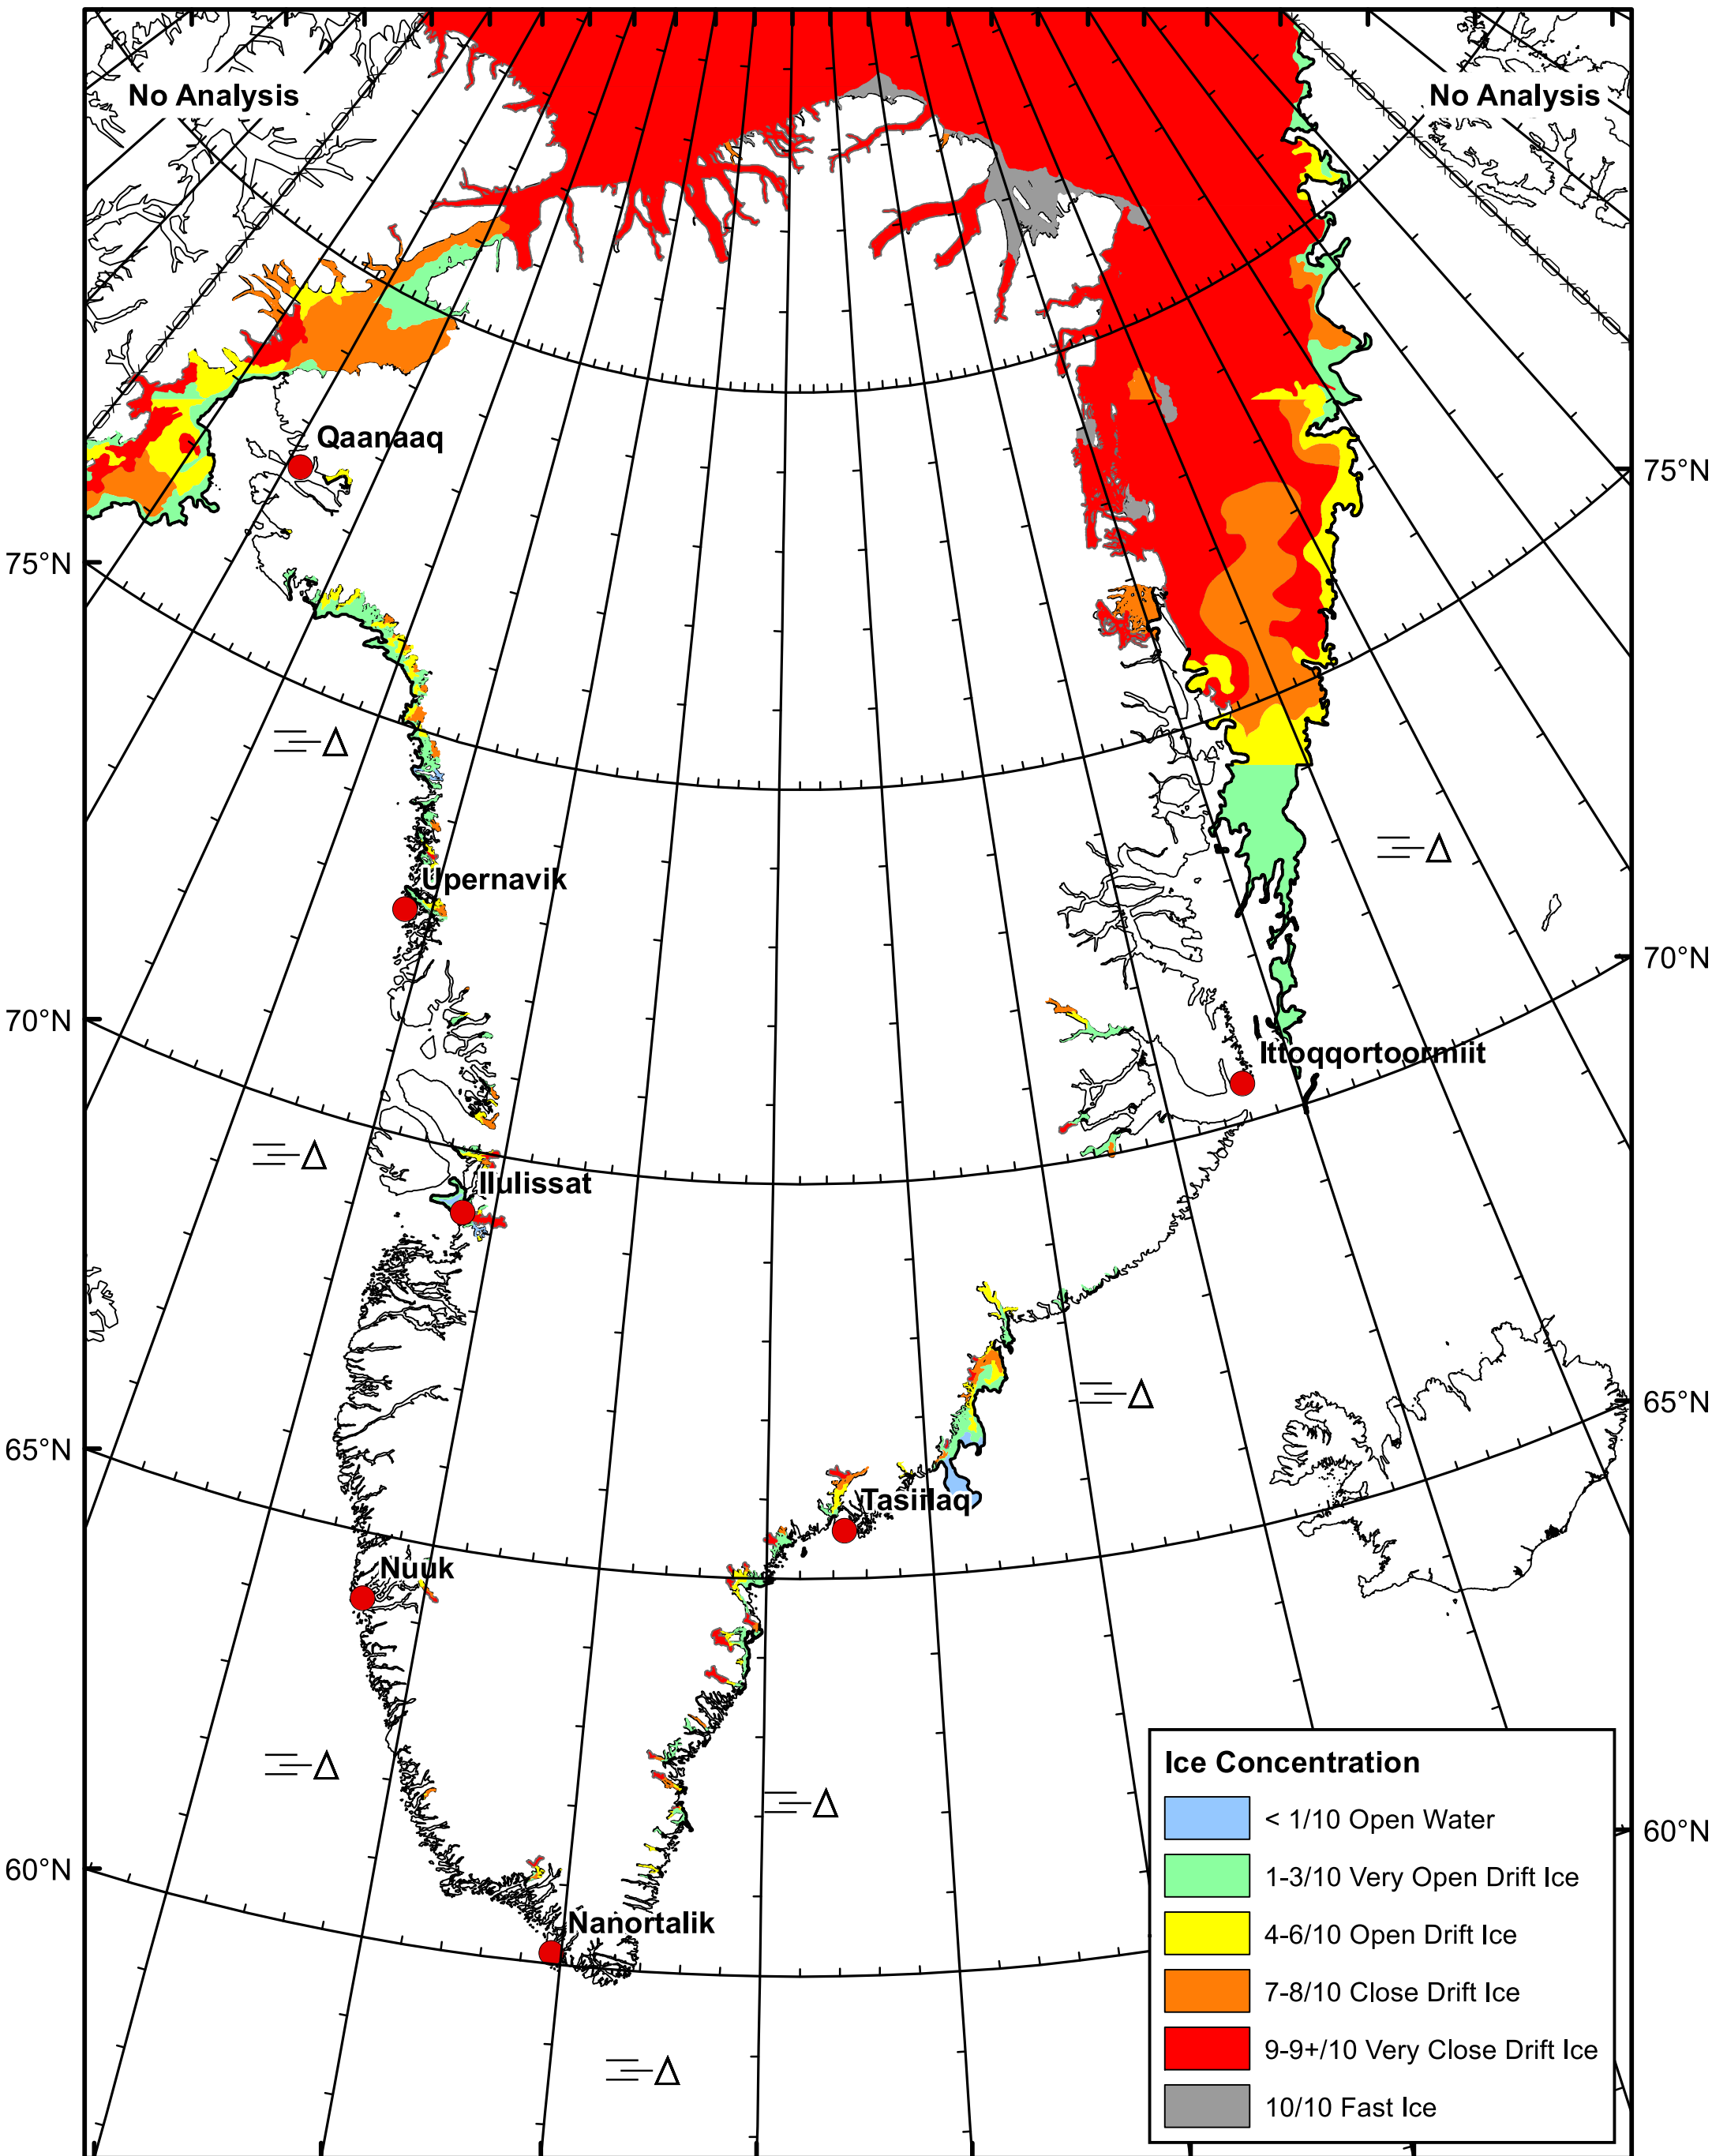 No Analysis
No Analysis
Qaanaaq
75°N
75°N
Upernavik
70°N
70°N
Ittoqqortoormiit
Ilulissat
65°N
65°N
Tasiilaq
Nuuk
60°N
60°N
Nanortalik
Ice Concentration
< 1/10 Open Water
1-3/10 Very Open Drift Ice
4-6/10 Open Drift Ice
7-8/10 Close Drift Ice
9-9+/10 Very Close Drift Ice
10/10 Fast Ice